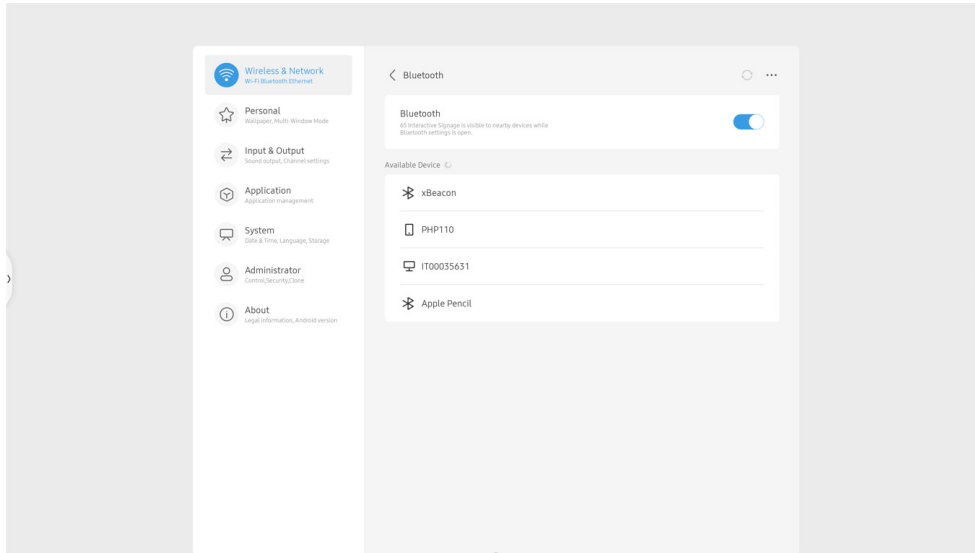 Wireless & Network
Wi-Fi Bluetooth Ethernet
Personal
Wallpaper, Multi-Window Mode
Input & Output
Sound output, Channel settings
Application
Application management
System
Date & Time, Language, Storage
Administrator
Control,Security,Clone
About
Legal information, Android version
Bluetooth
Bluetooth
65 Interactive Signage is visible to nearby devices while
Bluetooth settings is open.
Available Device
xBeacon
PHP110
IT00035631
Apple Pencil